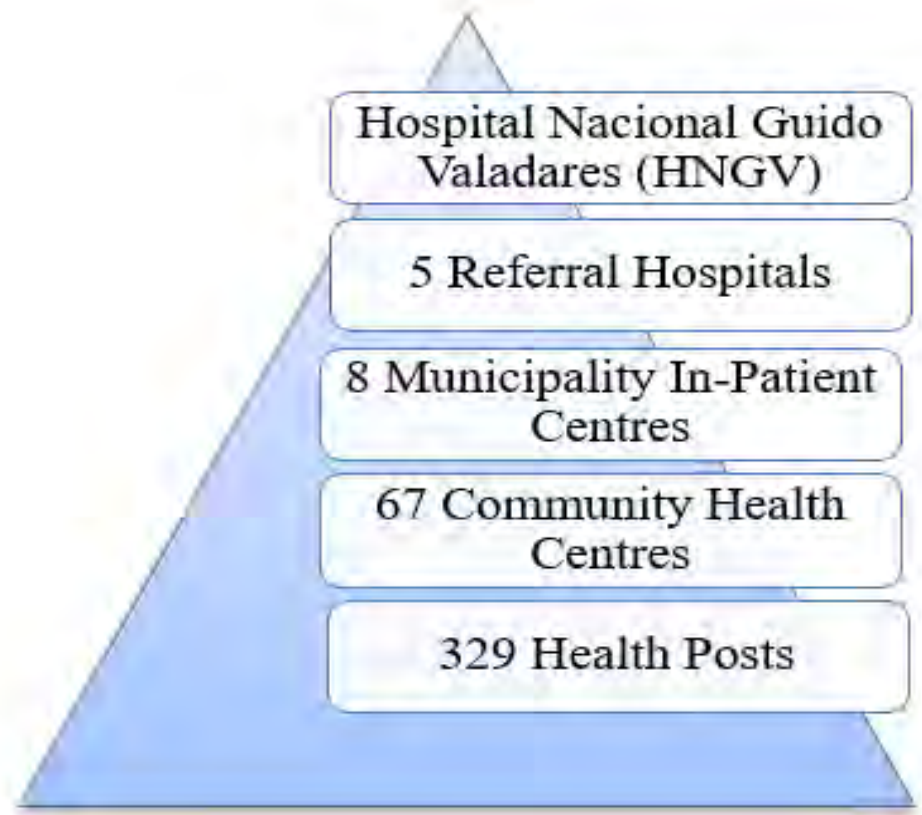 Hospital Nacional Guido
Valadares (HNGV)
5 Referral Hospitals
8 Municipality In-Patient
Centres
67 Community Health
Centres
329 Health Posts